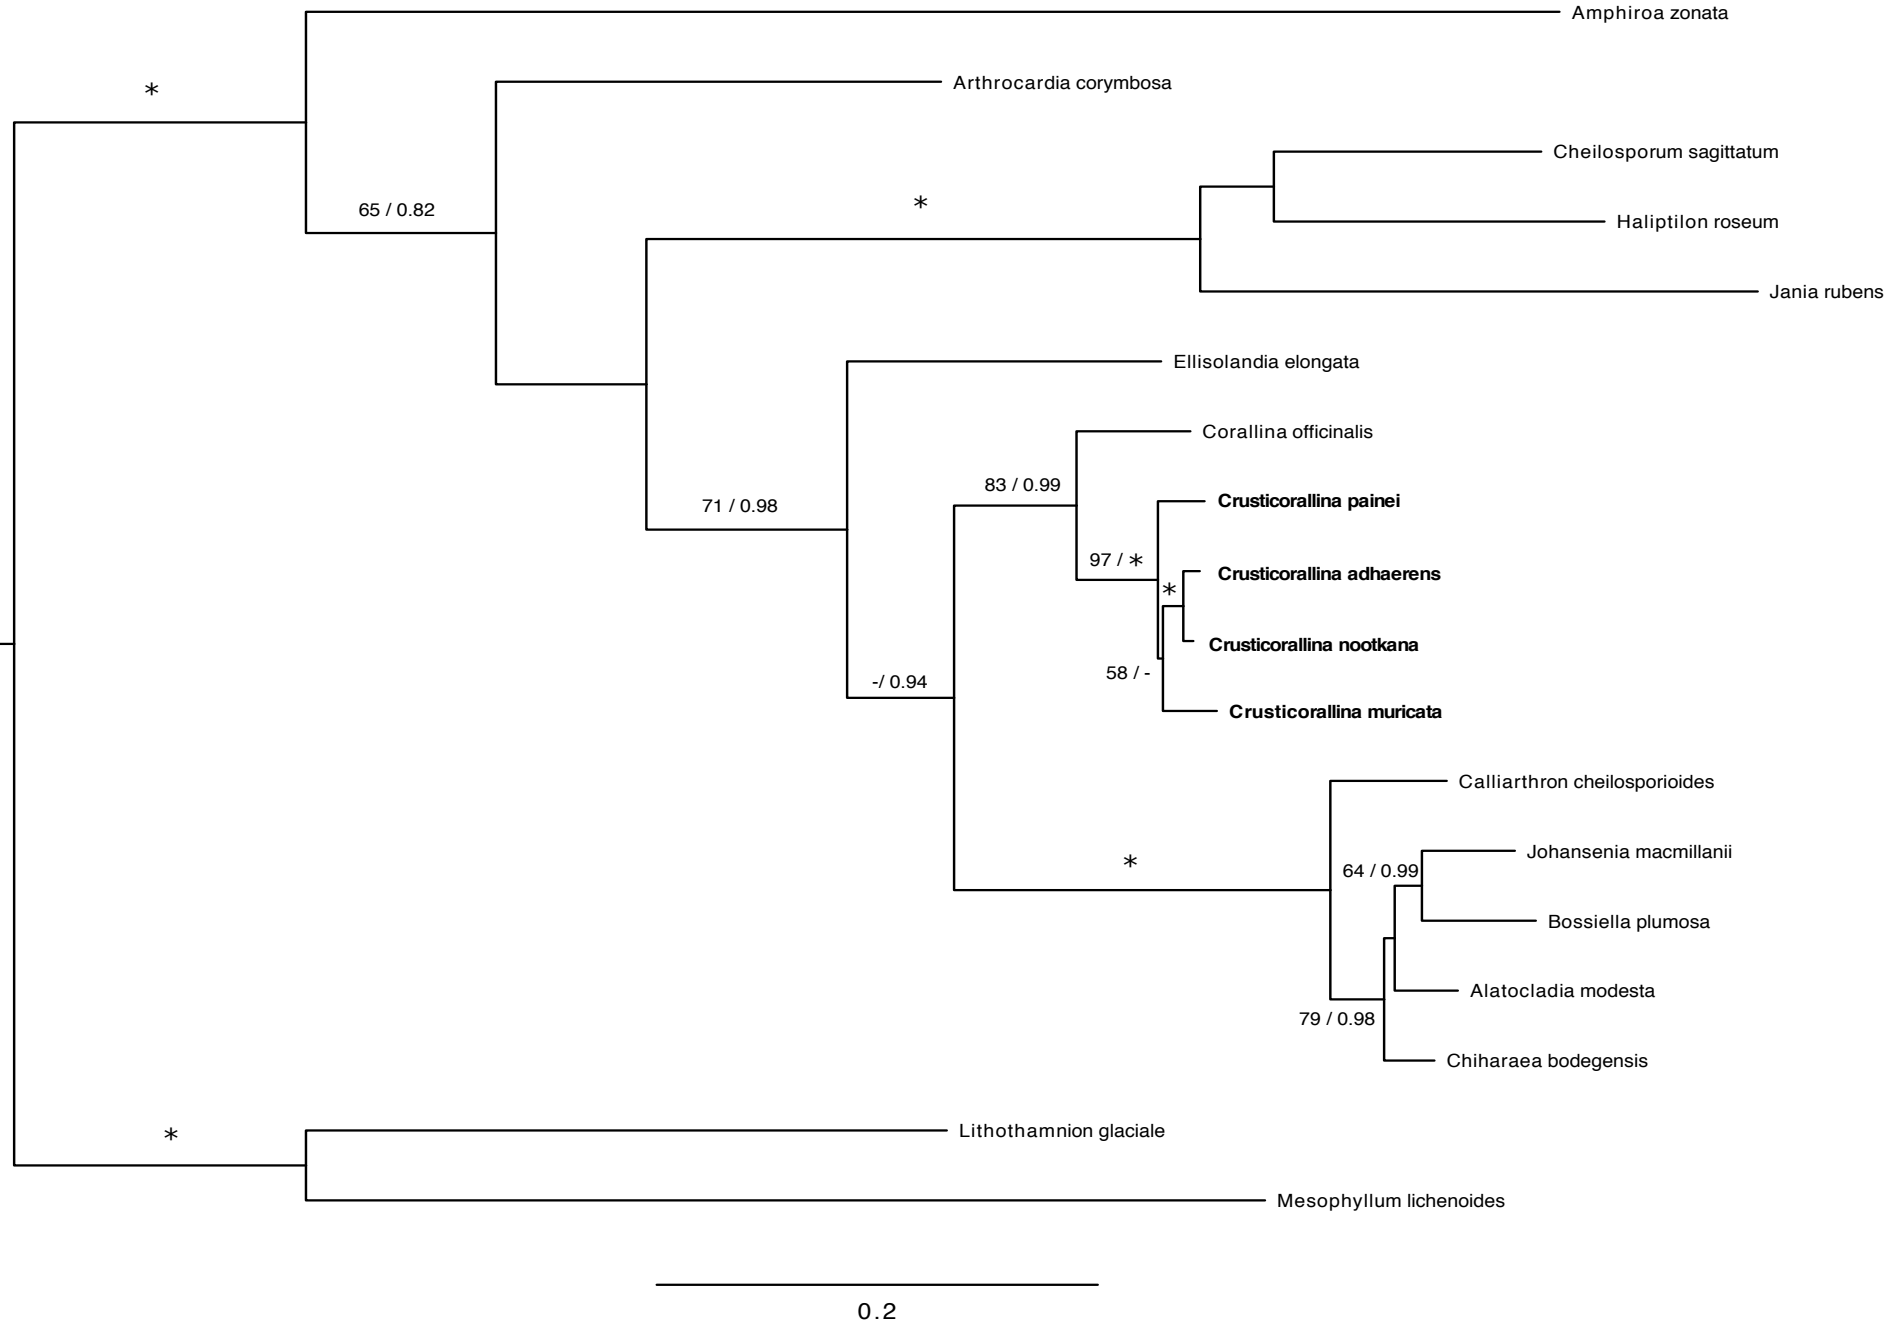 Amphiroa zonata
Arthrocardia corymbosa
*
Cheilosporum sagittatum
*
65 / 0.82
Haliptilon roseum
Jania rubens
Ellisolandia elongata
Corallina officinalis
83 / 0.99
Crusticorallina painei
71 / 0.98
97 / *
Crusticorallina adhaerens
*
Crusticorallina nootkana
58 / -
-/ 0.94
Crusticorallina muricata
Calliarthron cheilosporioides
Johansenia macmillanii
*
64 / 0.99
Bossiella plumosa
Alatocladia modesta
79 / 0.98
Chiharaea bodegensis
*
Lithothamnion glaciale
Mesophyllum lichenoides
0.2